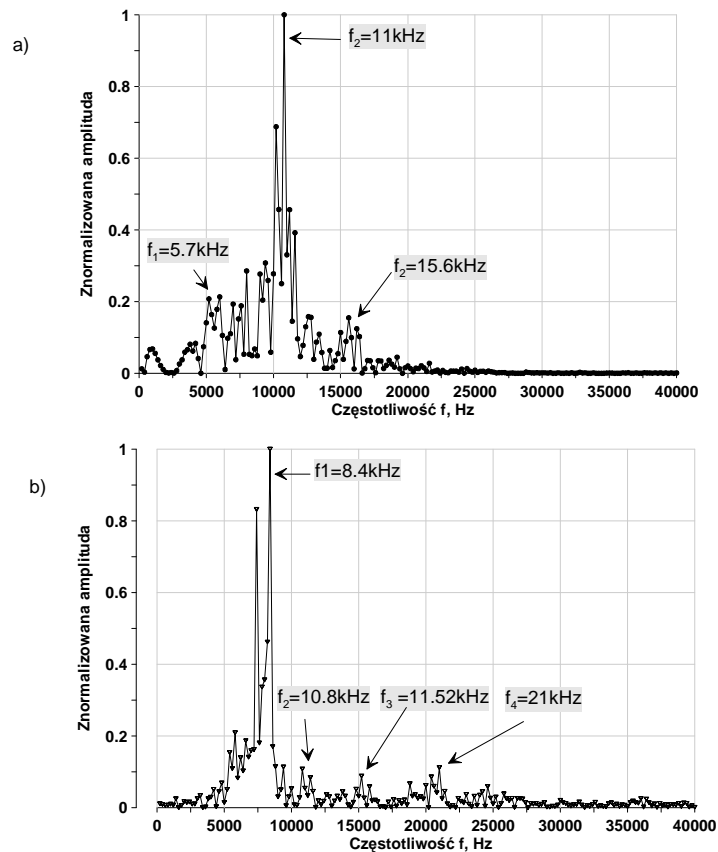 a)
Znormalizowana amplituda
1
0.8
0.6
0.4
0.2
0
f₂=11kHz
f₁=5.7kHz
f₂=15.6kHz
0 5000 10000 15000 20000 25000 30000 35000 40000
Częstotliwość f, Hz
b)
Znormalizowana amplituda
1
0.8
0.6
0.4
0.2
0
f1=8.4kHz
f₂=10.8kHz f₃=11.52kHz f₄=21kHz
0 5000 10000 15000 20000 25000 30000 35000 40000
Częstotliwość f, Hz